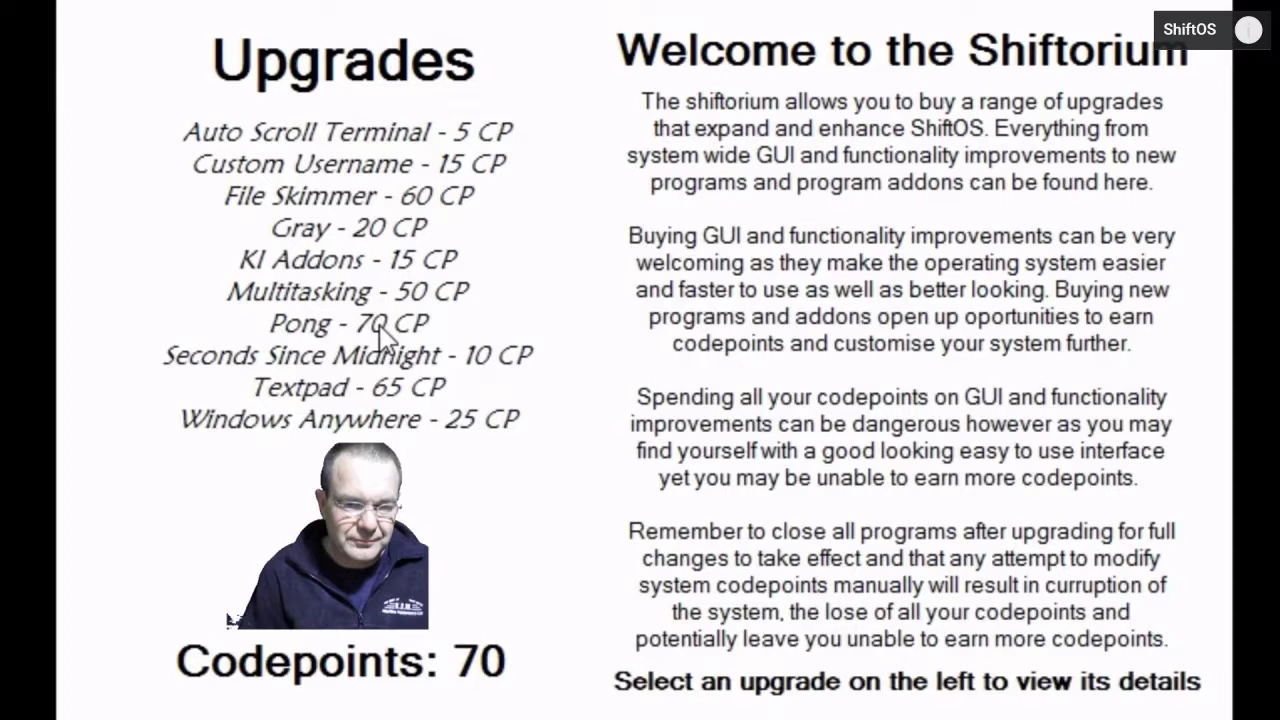 ShiftOS
Upgrades
Auto Scroll Terminal - 5 CP
Custom Username - 15 CP
File Skimmer - 60 CP
Gray - 20 CP
KI Addons - 15 CP
Multitasking - 50 CP
Pong - 70 CP
Seconds Since Midnight - 10 CP
Textpad - 65 CP
Windows Anywhere - 25 CP
Codepoints: 70
Welcome to the Shiftorium
The shiftorium allows you to buy a range of upgrades
that expand and enhance ShiftOS. Everything from
system wide GUI and functionality improvements to new
programs and program addons can be found here.
Buying GUI and functionality improvements can be very
welcoming as they make the operating system easier
and faster to use as well as better looking. Buying new
programs and addons open up oportunities to earn
codepoints and customise your system further.
Spending all your codepoints on GUI and functionality
improvements can be dangerous however as you may
find yourself with a good looking easy to use interface
yet you may be unable to earn more codepoints.
Remember to close all programs after upgrading for full
changes to take effect and that any attempt to modify
system codepoints manually will result in curruption of
the system, the lose of all your codepoints and
potentially leave you unable to earn more codepoints.
Select an upgrade on the left to view its details